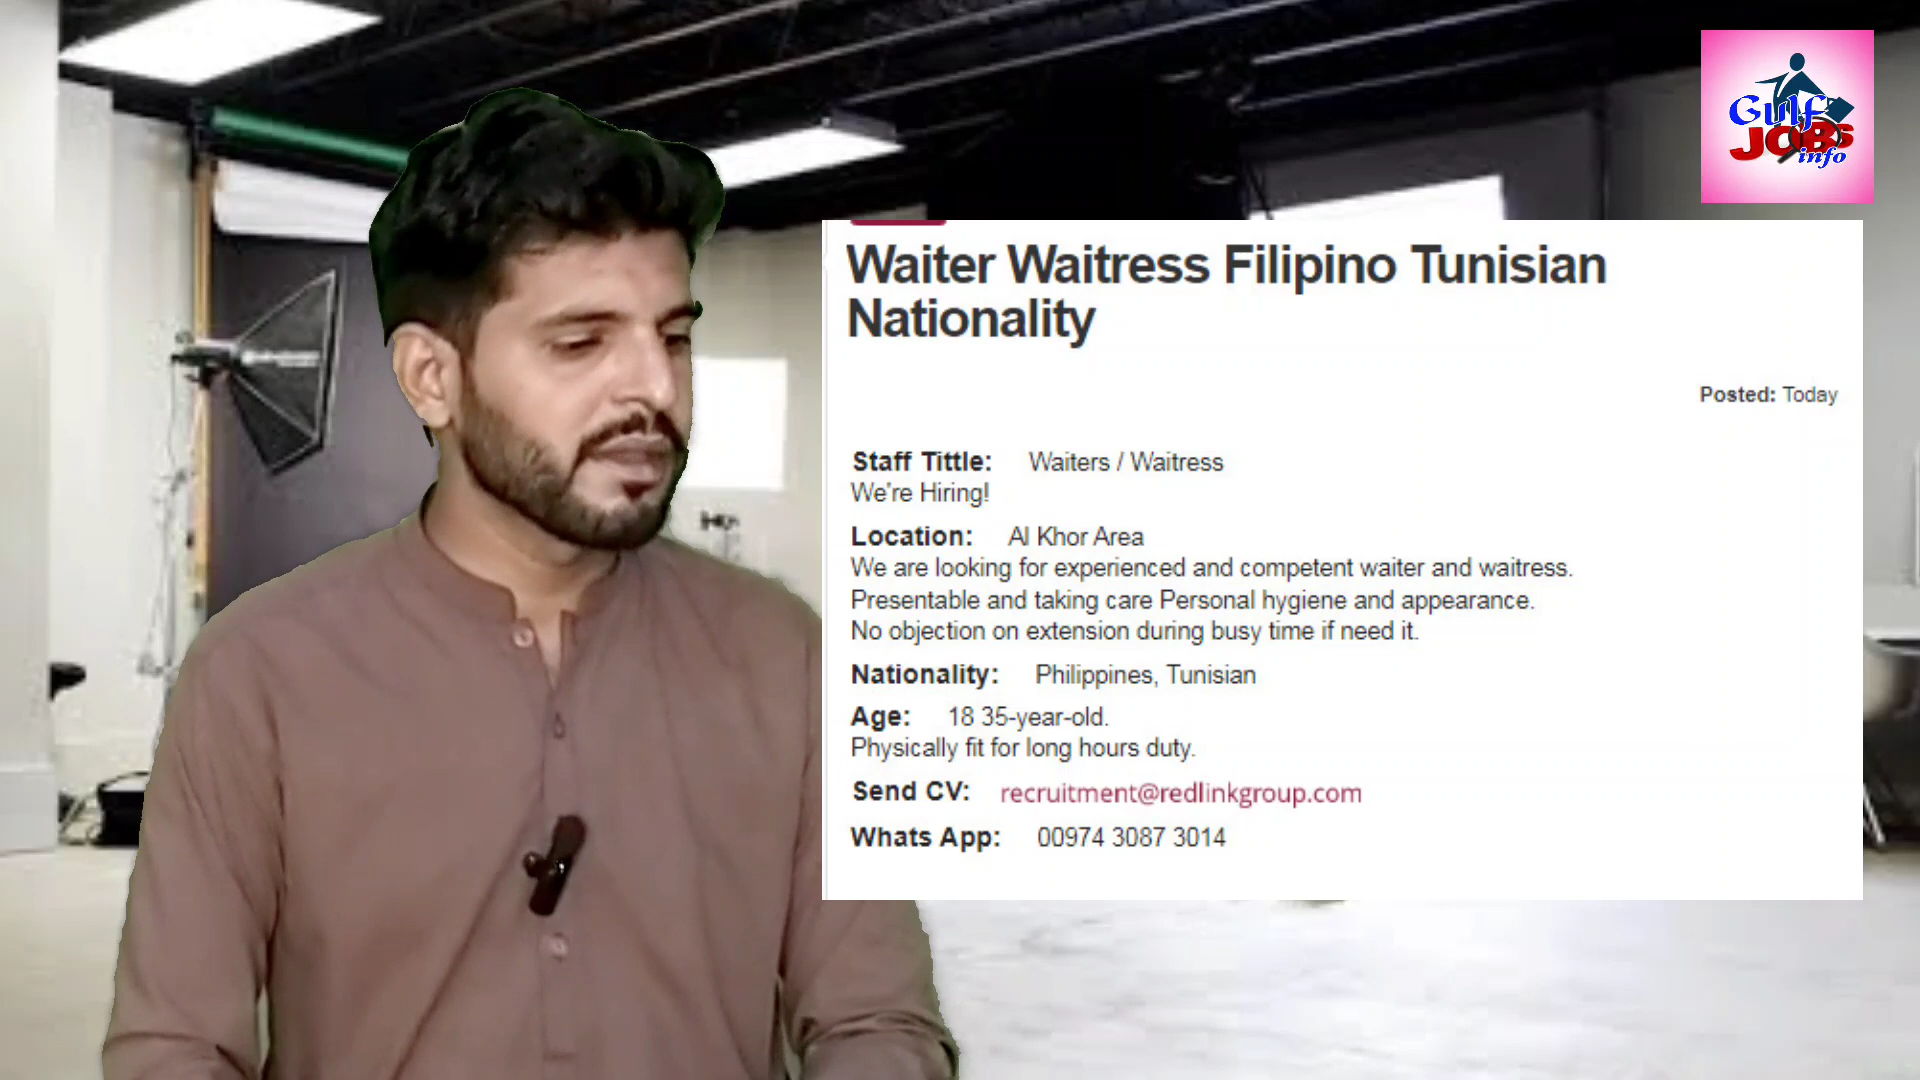 Gulf
JOBS
info
Waiter Waitress Filipino Tunisian
Nationality
Posted: Today
Staff Tittle: Waiters / Waitress
We're Hiring!
Location: Al Khor Area
We are looking for experienced and competent waiter and waitress.
Presentable and taking care Personal hygiene and appearance.
No objection on extension during busy time if need it.
Nationality: Philippines, Tunisian
Age: 18 35-year-old.
Physically fit for long hours duty.
Send CV: recruitment@redlinkgroup.com
Whats App: 00974 3087 3014